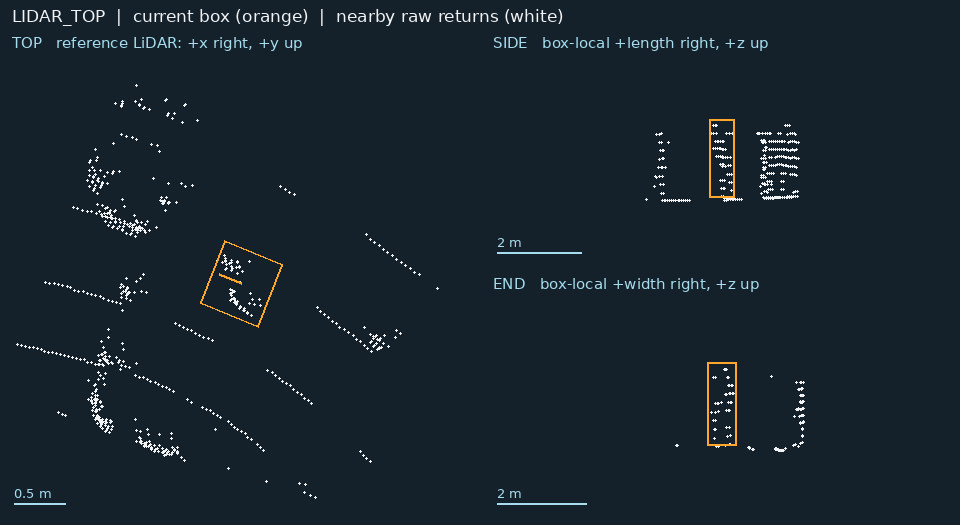 LIDAR_TOP | current box (orange) | nearby raw returns (white)
TOP reference LiDAR: +x right, +y up
SIDE box-local +length right, +z up
2 m
END box-local +width right, +z up
0.5 m
2 m